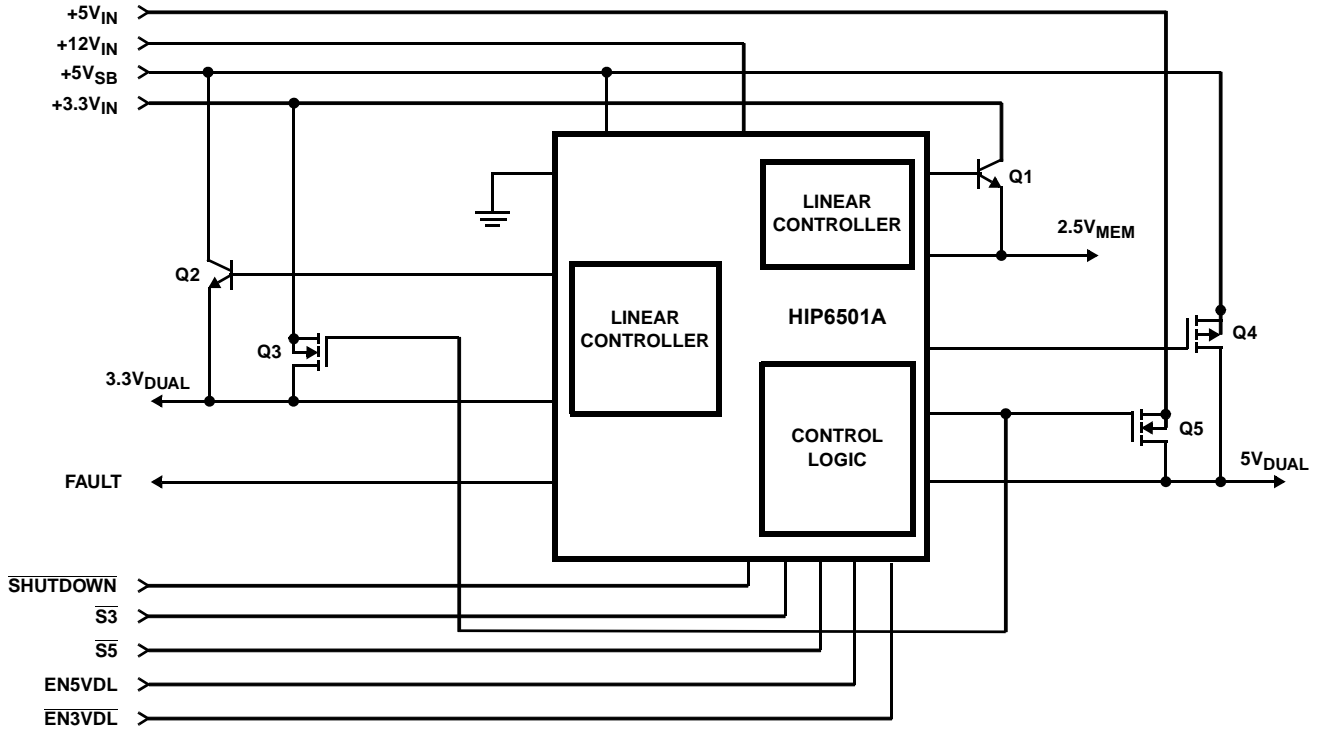 +5VIN
+12VIN
+5VSB
+3.3VIN
Q1
LINEAR
CONTROLLER
2.5VMEM
Q2
LINEAR
CONTROLLER
HIP6501A
Q3
Q4
3.3VDUAL
CONTROL
LOGIC
Q5
5VDUAL
FAULT
SHUTDOWN
S3
S5
EN5VDL
EN3VDL